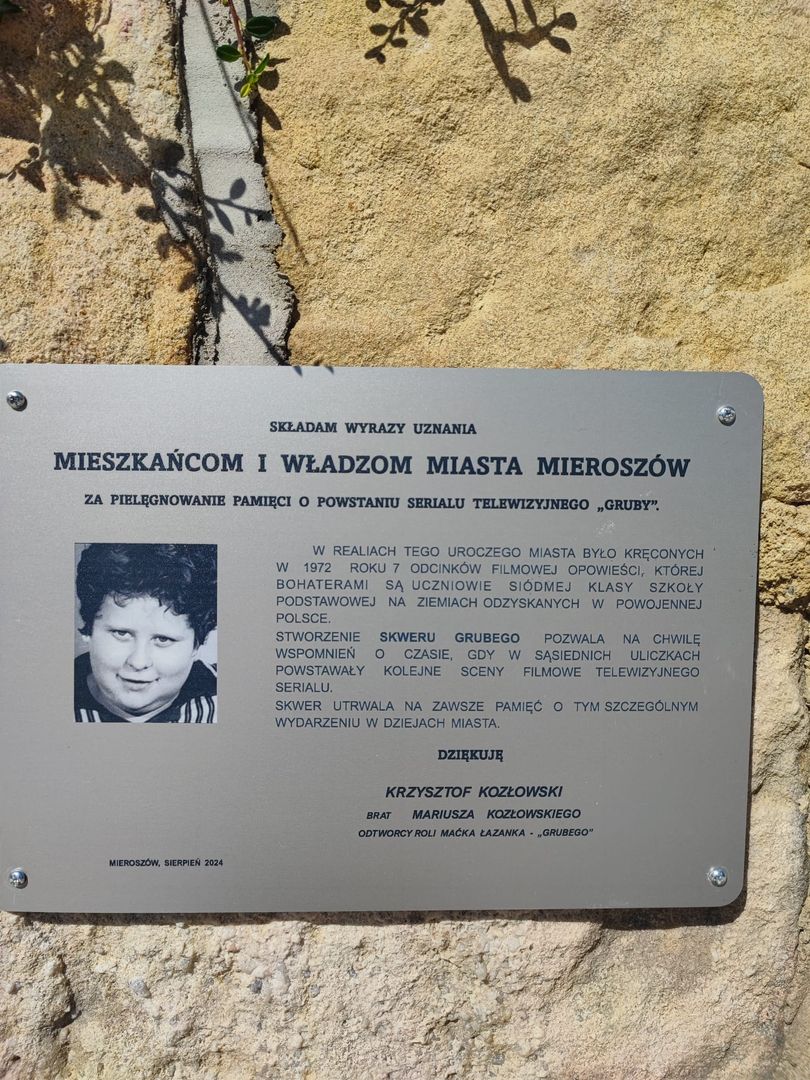 SKŁADAM WYRAZY UZNANIA
MIESZKAŃCOM I WŁADZOM MIASTA MIEROSZÓW
ZA PIELĘGNOWANIE PAMIĘCI O POWSTANIU SERIALU TELEWIZYJNEGO „GRUBY”.
W REALIACH TEGO UROCZEGO MIASTA BYŁO KRĘCONYCH
W 1972 ROKU 7 ODCINKÓW FILMOWEJ OPOWIEŚCI, KTÓREJ
BOHATERAMI SĄ UCZNIOWIE SIÓDMEJ KLASY SZKOŁY
PODSTAWOWEJ NA ZIEMIACH ODZYSKANYCH W POWOJENNEJ
POLSCE.
STWORZENIE SKWERU GRUBEGO POZWALA NA CHWILĘ
WSPOMNIEŃ O CZASIE, GDY W SĄSIEDNICH ULICZKACH
POWSTAWAŁY KOLEJNE SCENY FILMOWE TELEWIZYJNEGO
SERIALU.
SKWER UTRWALA NA ZAWSZE PAMIĘĆ O TYM SZCZEGÓLNYM
WYDARZENIU W DZIEJACH MIASTA.
DZIĘKUJĘ
KRZYSZTOF KOZŁOWSKI
BRAT MARIUSZA KOZŁOWSKIEGO
ODTWORCY ROLI MAĆKA ŁAZANKA - „GRUBEGO”
MIEROSZÓW, SIERPIEŃ 2024